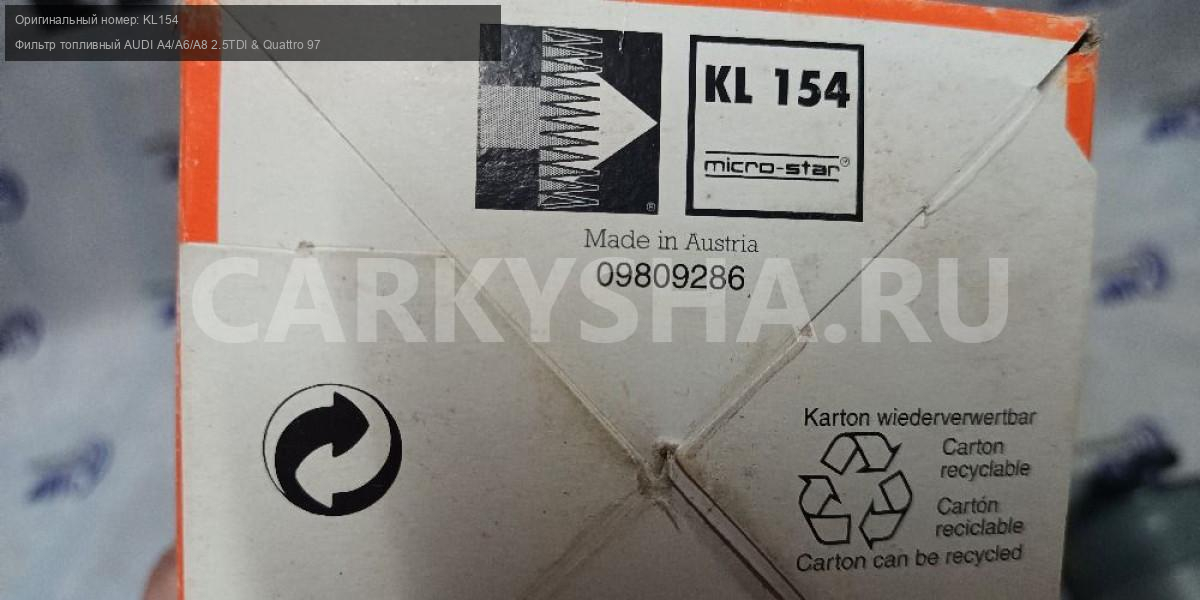 Оригинальный номер: KL154
Фильтр топливный AUDI A4/A6/A8 2.5TDI & Quattro 97
KL 154
micro-star®
®
Made in Austria
09809286
CARKYSHA.RU
Karton wiederverwertbar
Carton
recyclable
Cartón
reciclable
Carton can be recycled